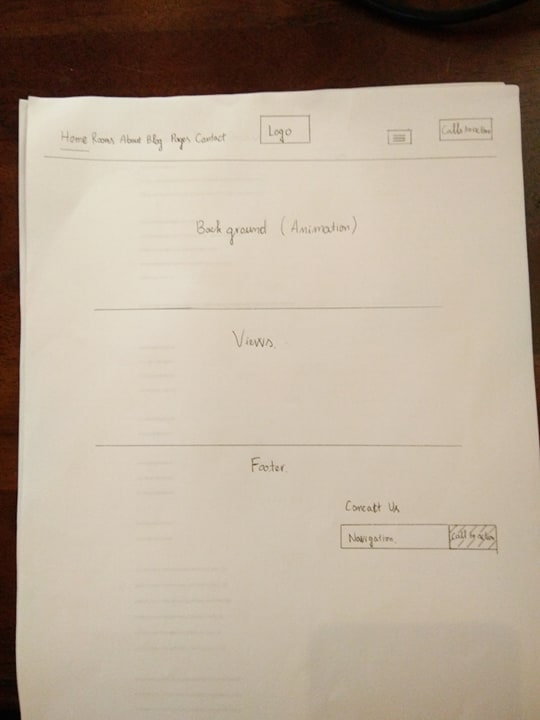 Home Rooms About Blog Pages Contact
Logo
Call to action
Background (Animation)
Views.
Footer.
Concatt Us
Navigation
Call to action